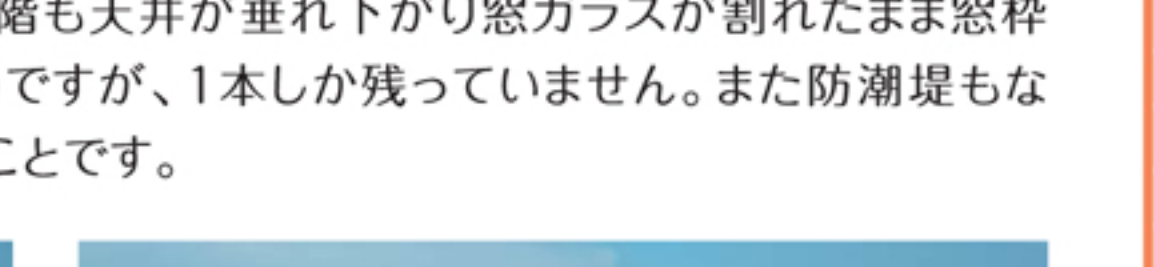 階も天井が垂れ下がり窓ガラスが割れたまま窓枠
ですが、1本しか残っていません。また防潮堤もな
ことです。